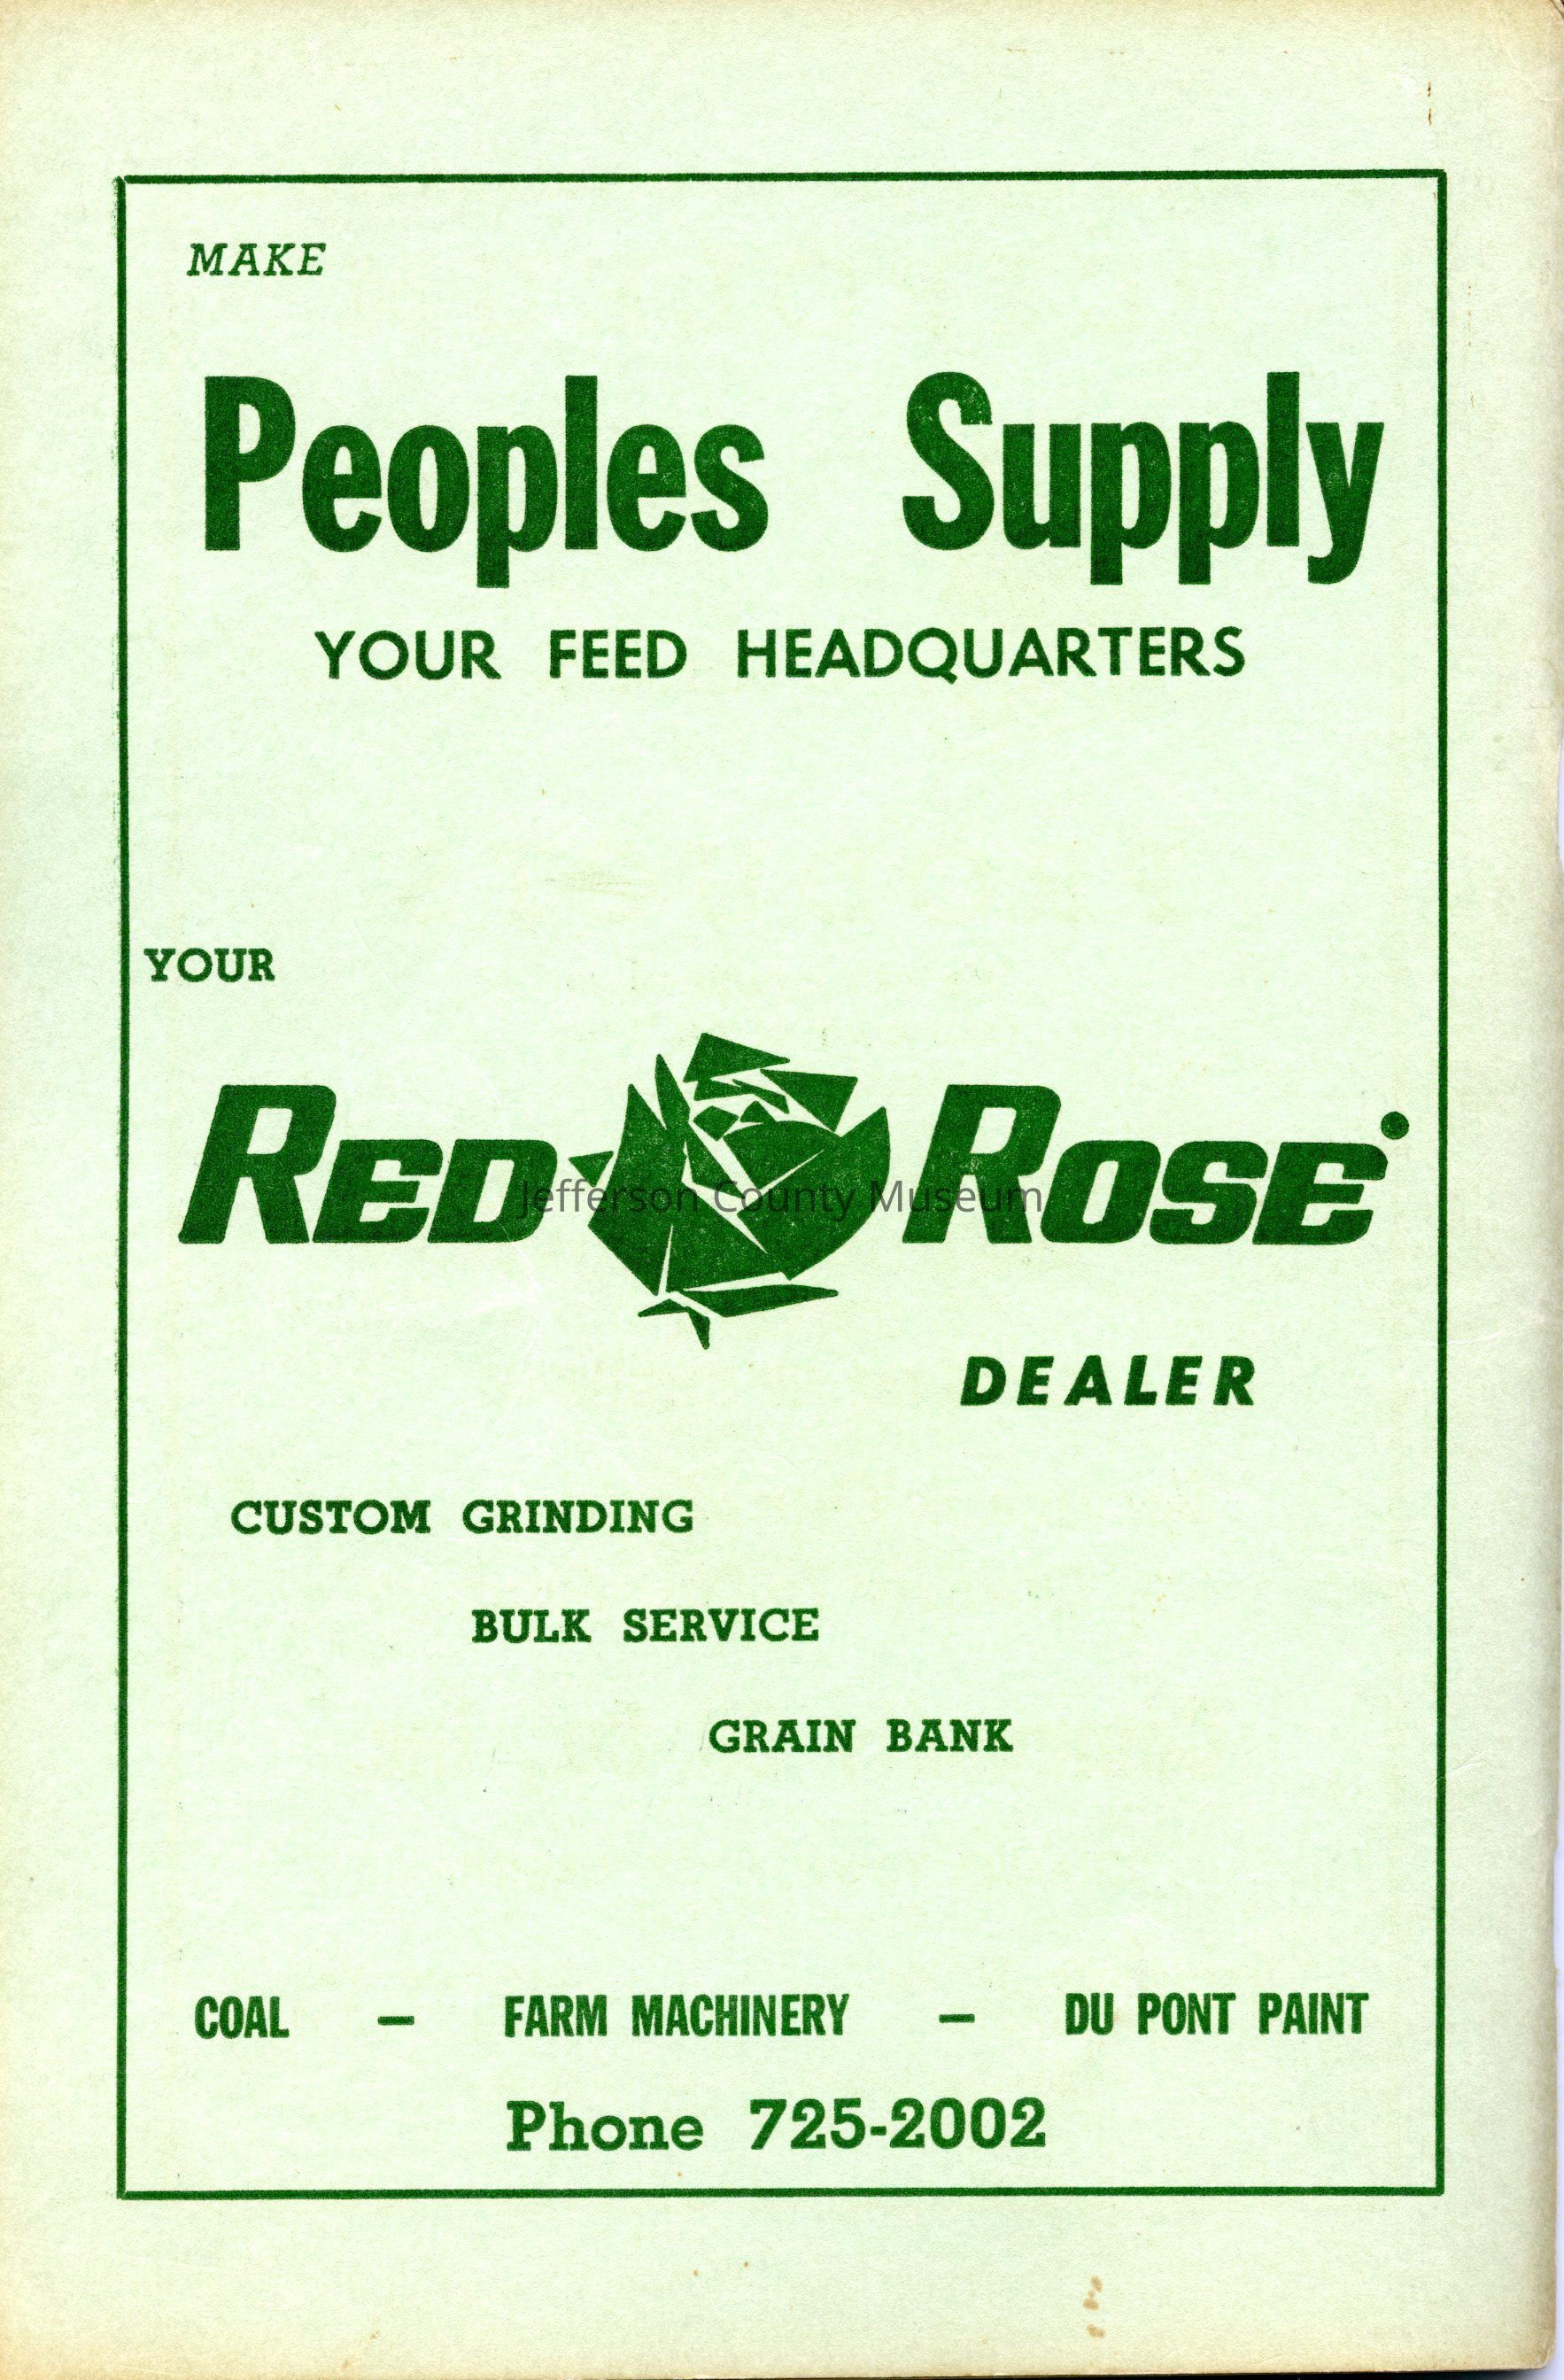 MAKE
Peoples Supply
YOUR FEED HEADQUARTERS
YOUR
RED ROSE
Jefferson County Museum
DEALER
CUSTOM GRINDING
BULK SERVICE
GRAIN BANK
COAL — FARM MACHINERY — DU PONT PAINT
Phone 725-2002